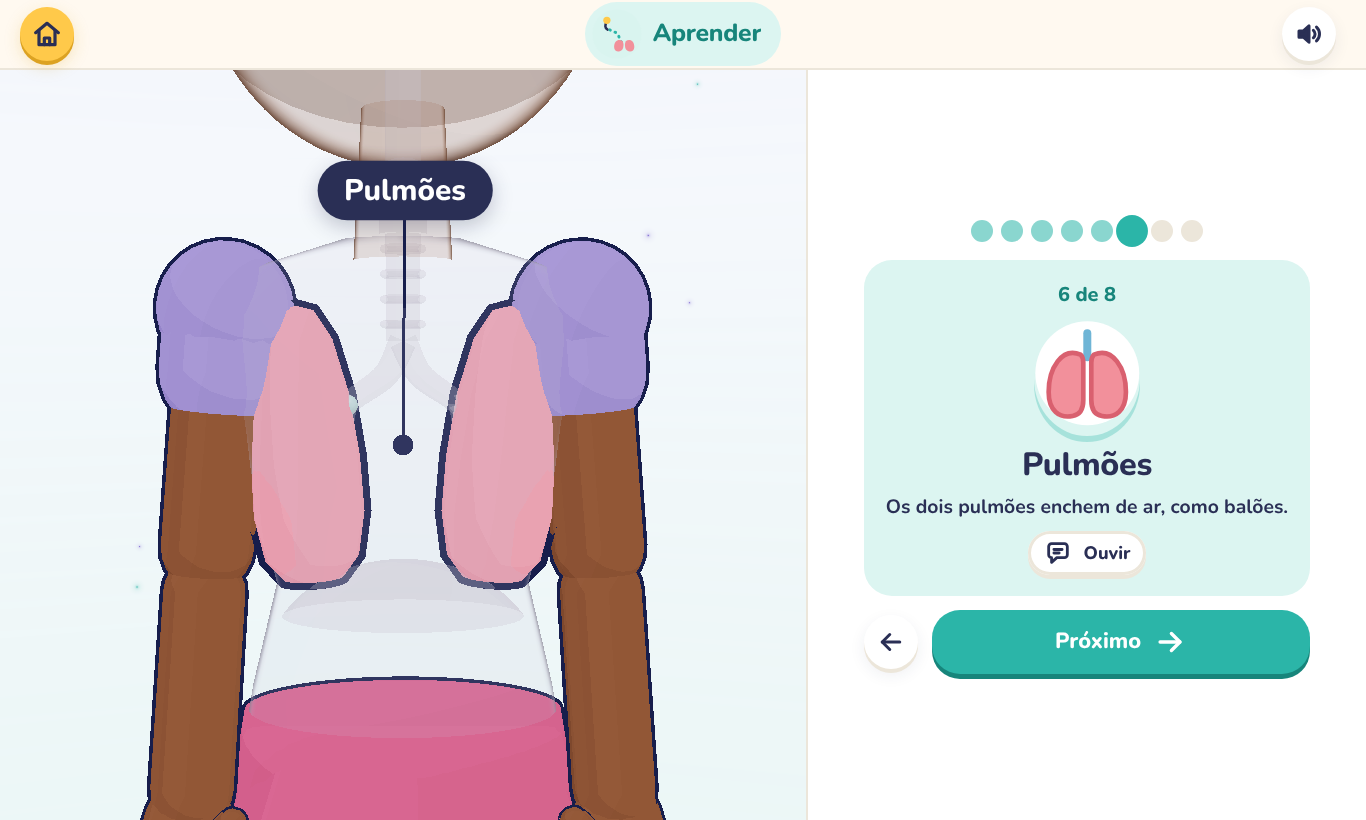 Aprender
Pulmões
6 de 8
Pulmões
Os dois pulmões enchem de ar, como balões.
Ouvir
Próximo